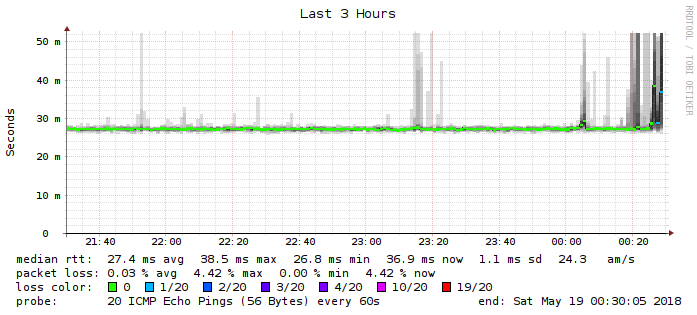 Last 3 Hours
RRDTOOL / TOBI OETIKER
Seconds
50 m
40 m
30 m
20 m
10 m
0
21:40 22:00 22:20 22:40 23:00 23:20 23:40 00:00 00:20
median rtt: 27.4 ms avg 38.5 ms max 26.8 ms min 36.9 ms now 1.1 ms sd 24.3 am/s
packet loss: 0.03 % avg 4.42 % max 0.00 % min 4.42 % now
loss color: 0 1/20 2/20 3/20 4/20 10/20 19/20
probe: 20 ICMP Echo Pings (56 Bytes) every 60s end: Sat May 19 00:30:05 2018